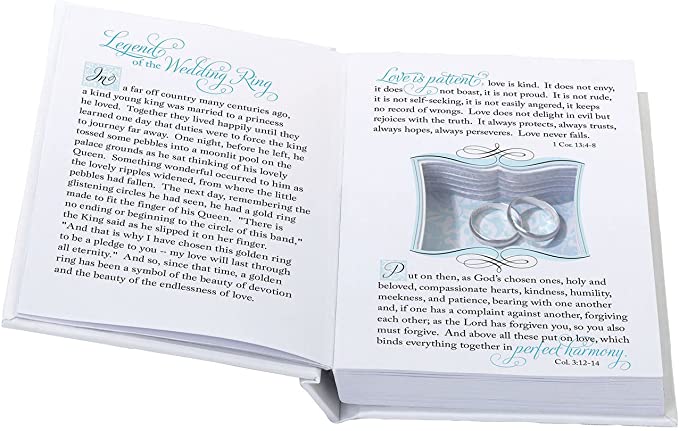 Legend
of the Wedding Ring
In a far off country many centuries ago,
a kind young king was married to a princess
he loved. Together they lived happily until they
learned one day that duties were to force the king
to journey far away. One night, before he left, he
tossed some pebbles into a moonlit pool on the
palace grounds as he sat thinking of his lovely
Queen. Something wonderful occurred to him as
the lovely ripples widened, from where the little
pebbles had fallen. The next day, remembering the
glistening circles he had seen, he had a gold ring
made to fit the finger of his Queen. "There is
no ending or beginning to the circle of this band,"
the King said as he slipped it on her finger.
"And that is why I have chosen this golden ring
to be a pledge to you -- my love will last through
all eternity." And so, since that time, a golden
ring has been a symbol of the beauty of devotion
and the beauty of the endlessness of love.
Love is patient, love is kind. It does not envy,
it does not boast, it is not proud. It is not rude,
it is not self-seeking, it is not easily angered, it keeps
no record of wrongs. Love does not delight in evil but
rejoices with the truth. It always protects, always trusts,
always hopes, always perseveres. Love never fails.
1 Cor. 13:4-8
Put on then, as God's chosen ones, holy and
beloved, compassionate hearts, kindness, humility,
meekness, and patience, bearing with one another
and, if one has a complaint against another, forgiving
each other; as the Lord has forgiven you, so you also
must forgive. And above all these put on love, which
binds everything together in perfect harmony.
Col. 3:12-14